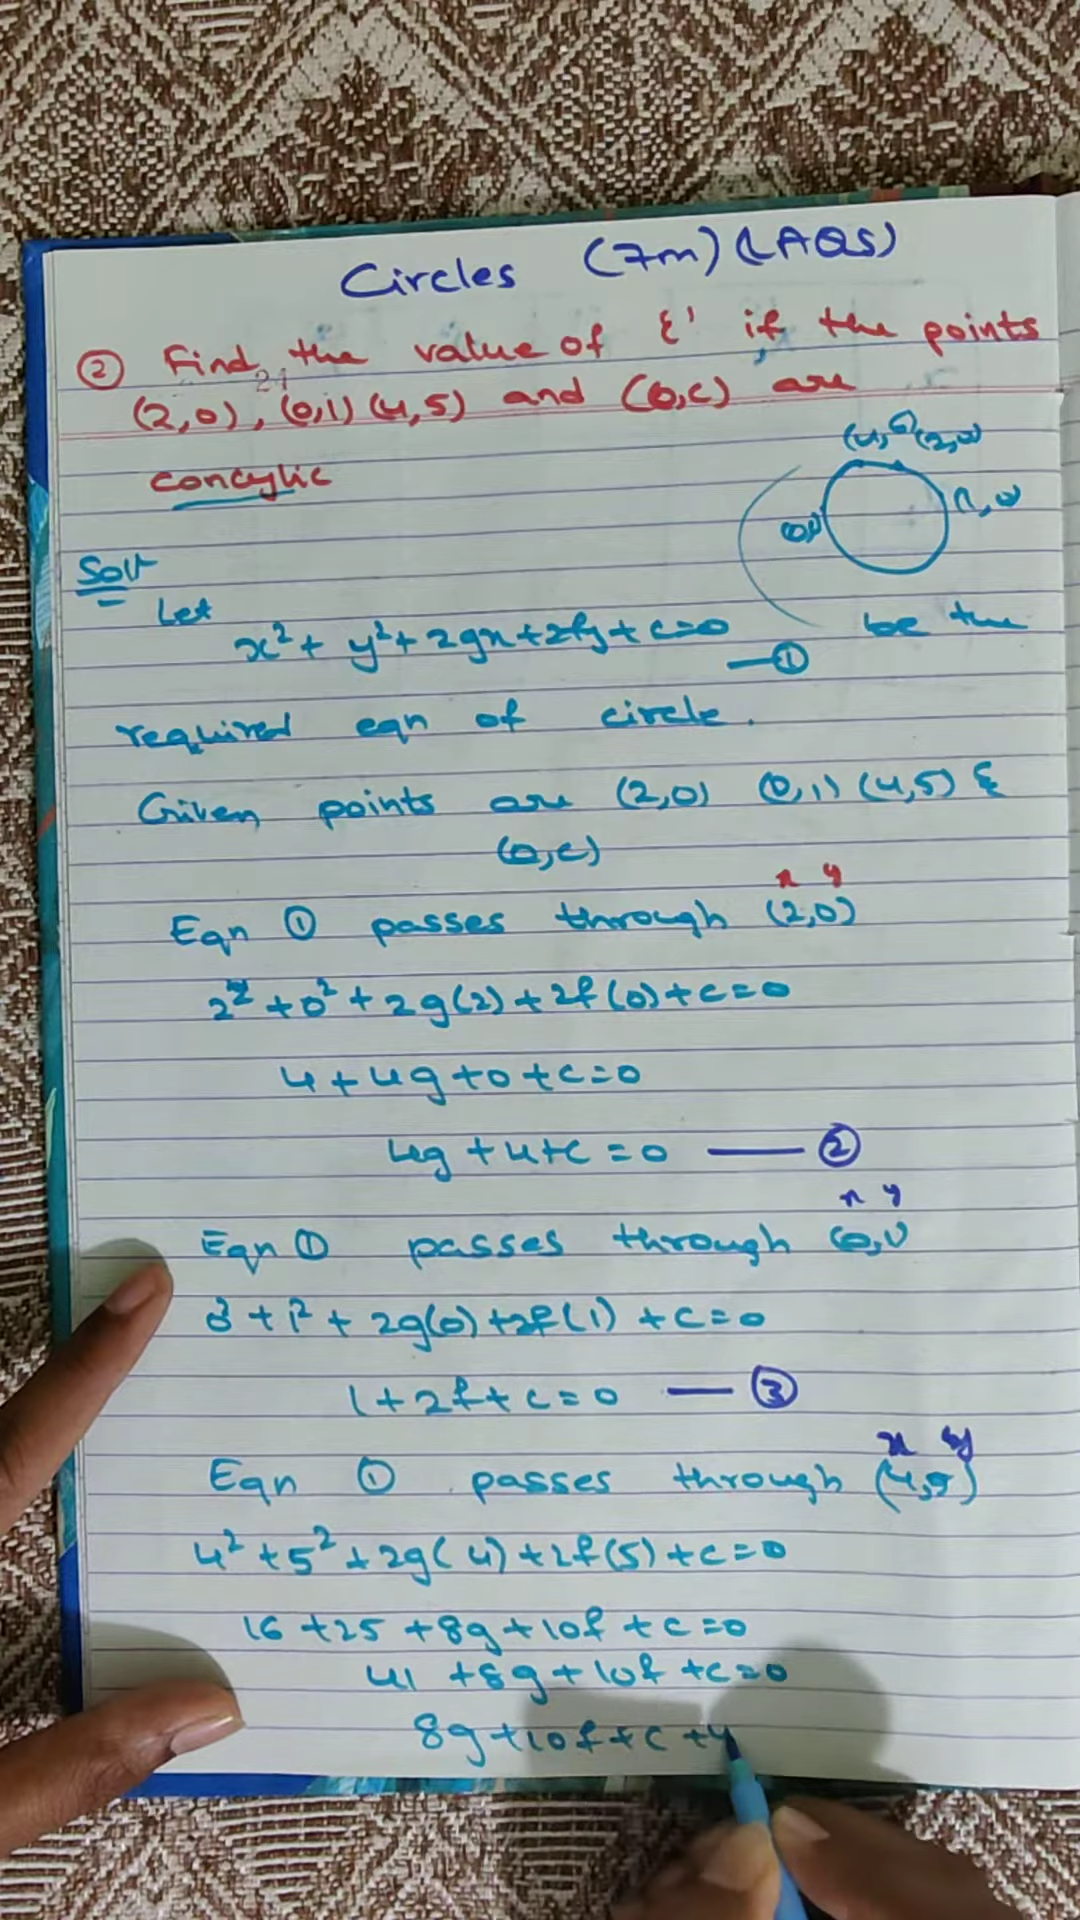 Circles (7m) (LAQS)
② Find the value of 'c' if the points
21
(2,0), (0,1) (4,5) and (0,c) are
concylic
(2,0)
Solt
Let
x² + y² + 2gx + 2fy + c = 0 be the
— ①
required eqn of circle.
Given points are (2,0) (0,1) (4,5) &
(0,c)
x y
Eqn ① passes through (2,0)
2² + 0² + 2g(2) + 2f(0) + c = 0
4 + 4g + 0 + c = 0
4g + 4 + c = 0 — ②
x y
Eqn ① passes through (0,1)
1² + 2g(0) + 2f(1) + c = 0
1 + 2f + c = 0 — ③
x y
Eqn ① passes through (4,5)
4² + 5² + 2g(4) + 2f(5) + c = 0
16 + 25 + 8g + 10f + c = 0
41 + 8g + 10f + c = 0
8g + 10f + c + 4